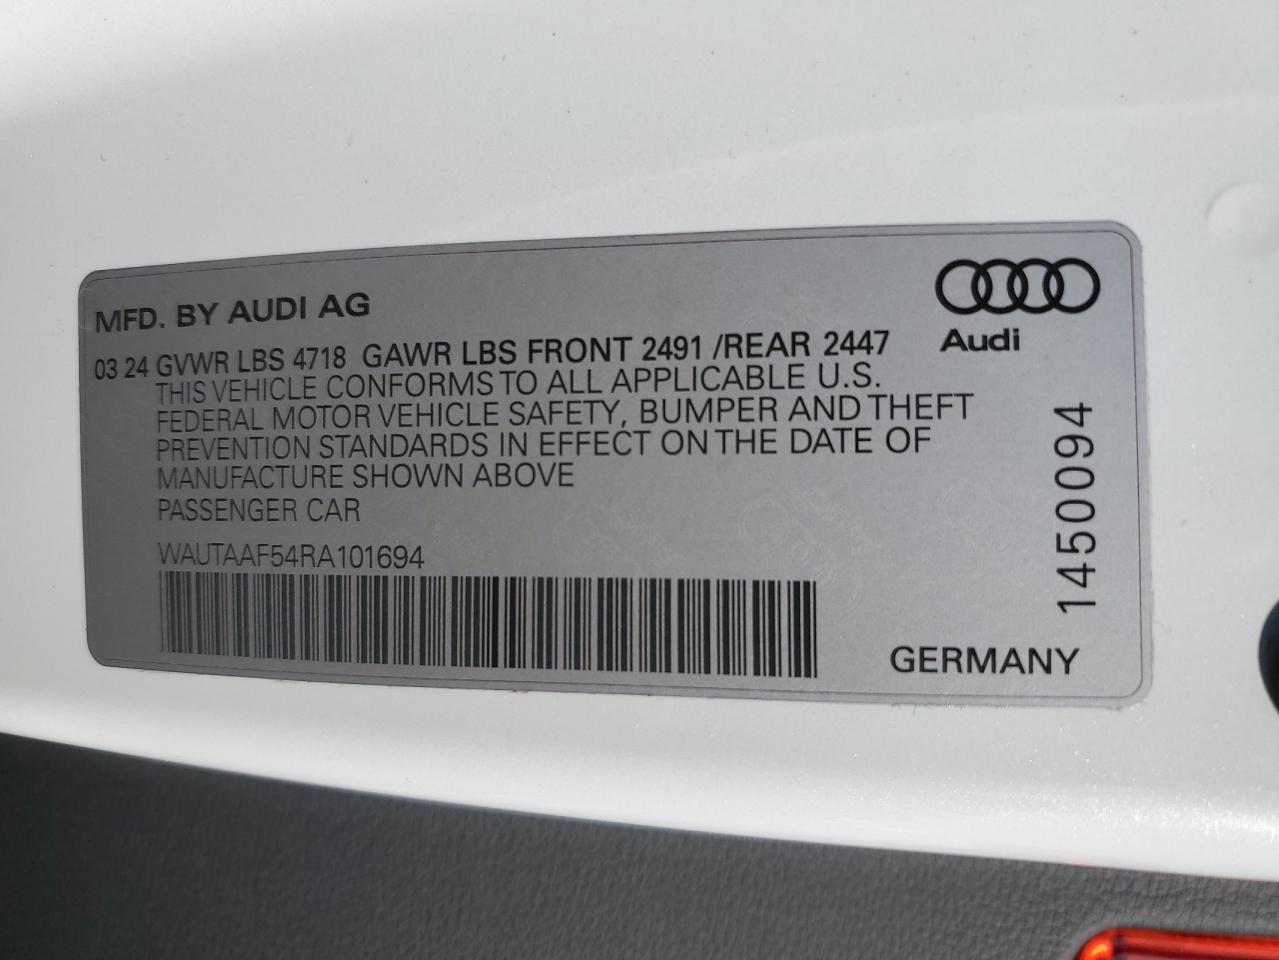 MFD. BY AUDI AG
Audi
03 24 GVWR LBS 4718 GAWR LBS FRONT 2491 /REAR 2447
THIS VEHICLE CONFORMS TO ALL APPLICABLE U.S.
FEDERAL MOTOR VEHICLE SAFETY, BUMPER AND THEFT
PREVENTION STANDARDS IN EFFECT ON THE DATE OF
MANUFACTURE SHOWN ABOVE
PASSENGER CAR
WAUTAAF54RA101694
1450094
GERMANY